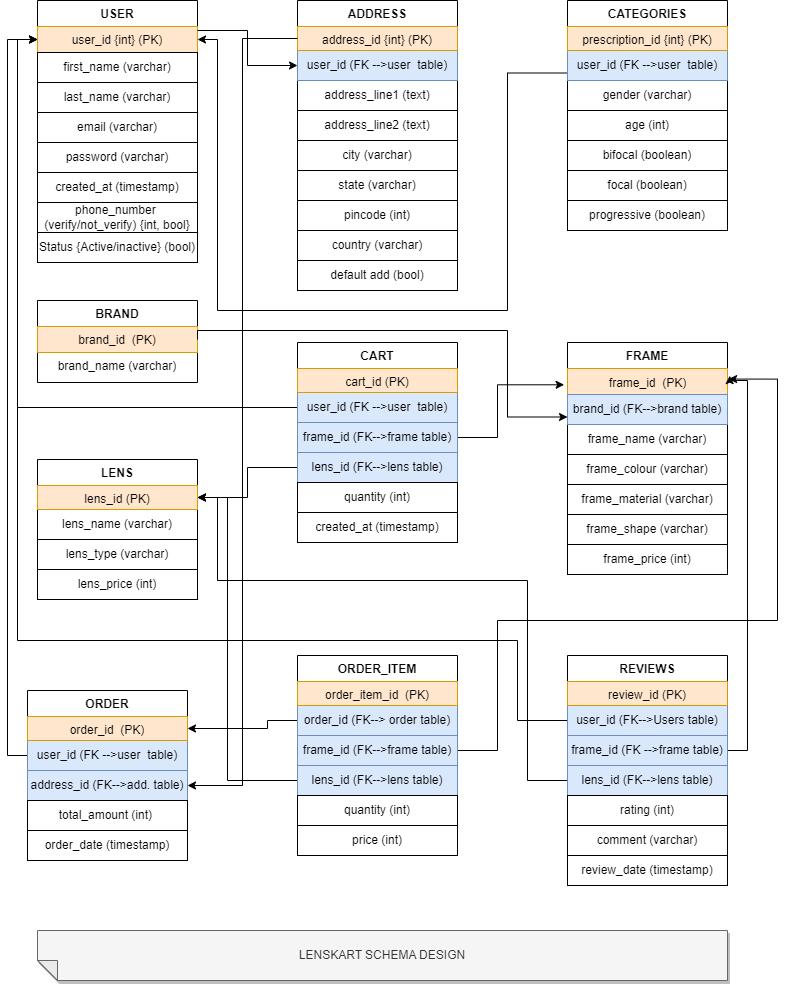 USER
user_id {int} (PK)
first_name (varchar)
last_name (varchar)
email (varchar)
password (varchar)
created_at (timestamp)
phone_number
(verify/not_verify) {int, bool}
Status {Active/inactive} (bool)
ADDRESS
address_id {int} (PK)
user_id (FK -->user  table)
address_line1 (text)
address_line2 (text)
city (varchar)
state (varchar)
pincode (int)
country (varchar)
default add (bool)
CATEGORIES
prescription_id {int} (PK)
user_id (FK -->user  table)
gender (varchar)
age (int)
bifocal (boolean)
focal (boolean)
progressive (boolean)
BRAND
brand_id  (PK)
brand_name (varchar)
CART
cart_id (PK)
user_id (FK -->user  table)
frame_id (FK-->frame table)
lens_id (FK-->lens table)
quantity (int)
created_at (timestamp)
FRAME
frame_id  (PK)
brand_id (FK-->brand table)
frame_name (varchar)
frame_colour (varchar)
frame_material (varchar)
frame_shape (varchar)
frame_price (int)
LENS
lens_id (PK)
lens_name (varchar)
lens_type (varchar)
lens_price (int)
ORDER
order_id  (PK)
user_id (FK -->user  table)
address_id (FK-->add. table)
total_amount (int)
order_date (timestamp)
ORDER_ITEM
order_item_id  (PK)
order_id (FK--> order table)
frame_id (FK-->frame table)
lens_id (FK-->lens table)
quantity (int)
price (int)
REVIEWS
review_id (PK)
user_id (FK-->Users table)
frame_id (FK -->frame table)
lens_id (FK-->lens table)
rating (int)
comment (varchar)
review_date (timestamp)
LENSKART SCHEMA DESIGN